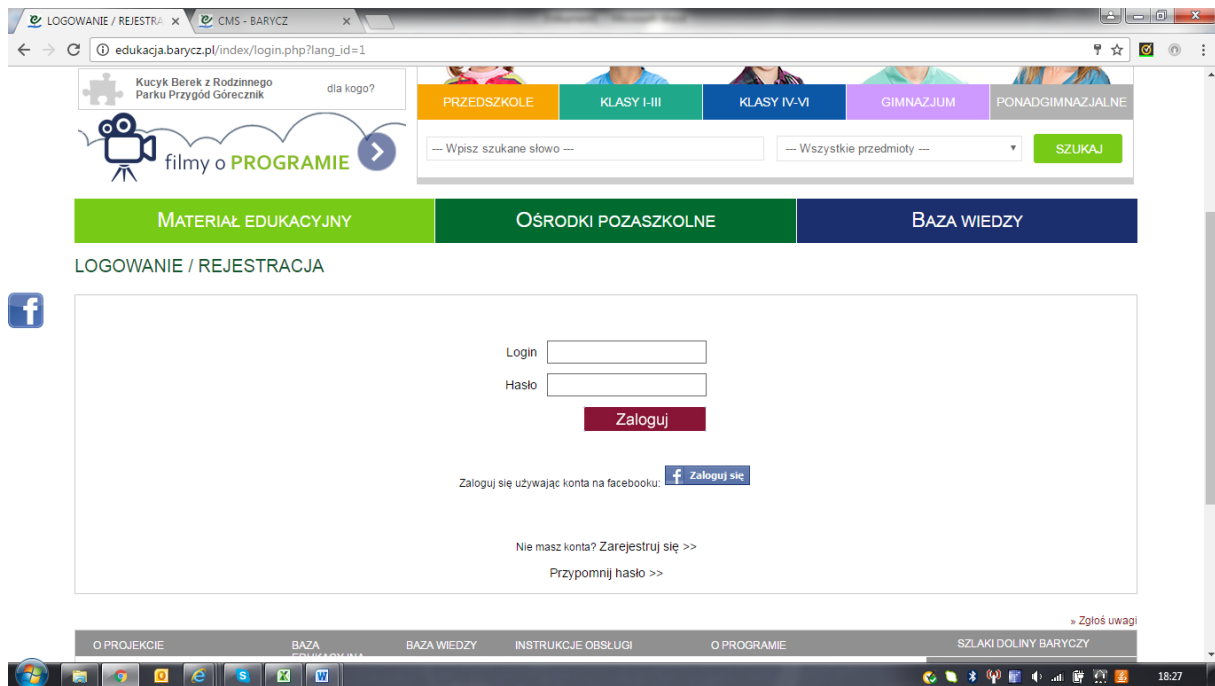 LOGOWANIE / REJESTRA
CMS - BARYCZ
edukacja.barycz.pl/index/login.php?lang_id=1
Kucyk Berek z Rodzinnego
Parku Przygód Górecznik
dla kogo?
filmy o PROGRAMIE
PRZEDSZKOLE
KLASY I-III
KLASY IV-VI
GIMNAZJUM
PONADGIMNAZJALNE
--- Wpisz szukane słowo ---
--- Wszystkie przedmioty ---
SZUKAJ
MATERIAŁ EDUKACYJNY
OŚRODKI POZASZKOLNE
BAZA WIEDZY
LOGOWANIE / REJESTRACJA
Login
Hasło
Zaloguj
Zaloguj się używając konta na facebooku:
Zaloguj się
Nie masz konta? Zarejestruj się >>
Przypomnij hasło >>
» Zgłoś uwagi
O PROJEKCIE
BAZA
EDUKACYJNA
BAZA WIEDZY
INSTRUKCJE OBSŁUGI
O PROGRAMIE
SZLAKI DOLINY BARYCZY
18:27